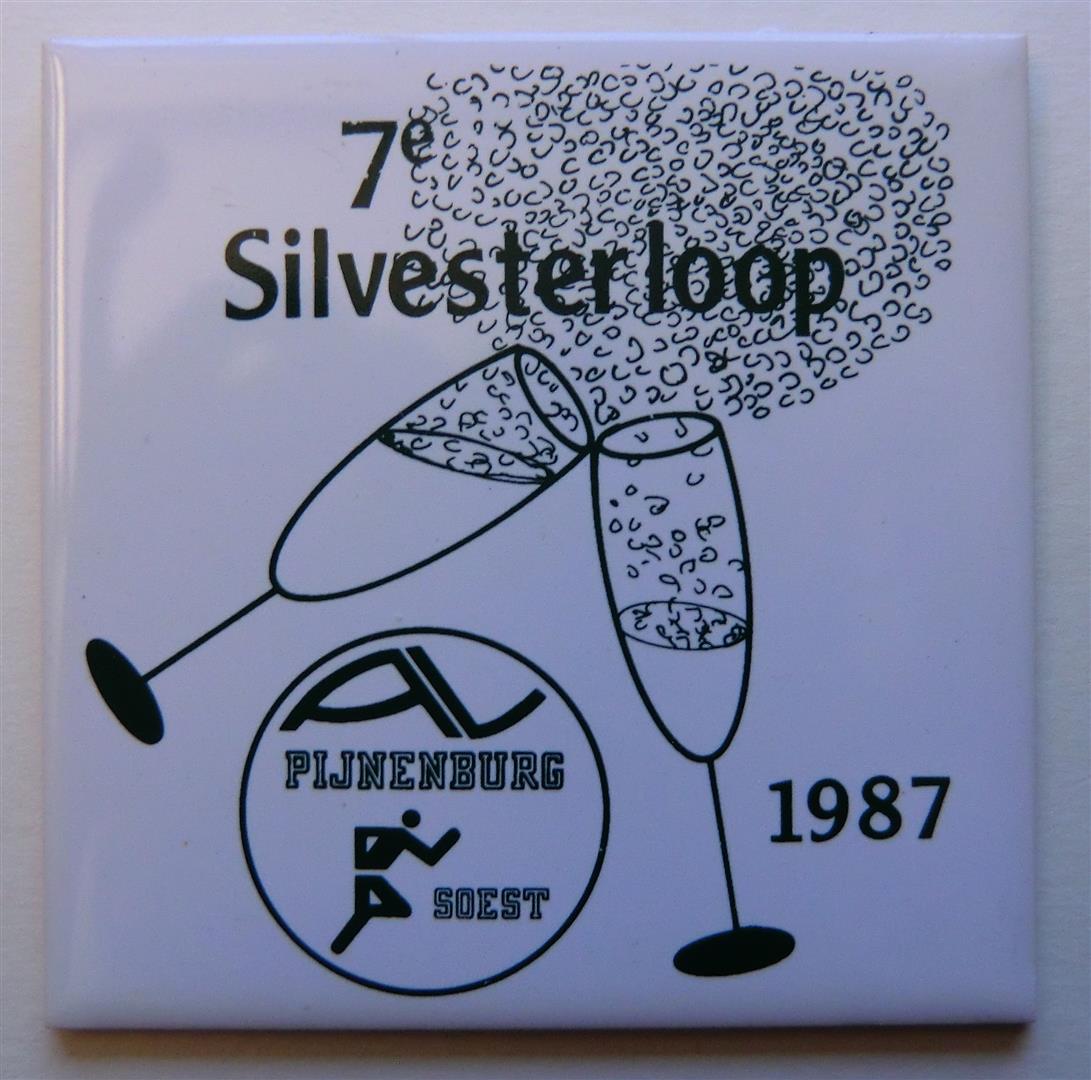 7e
Silvesterloop
AV
PIJNENBURG
SOEST
1987